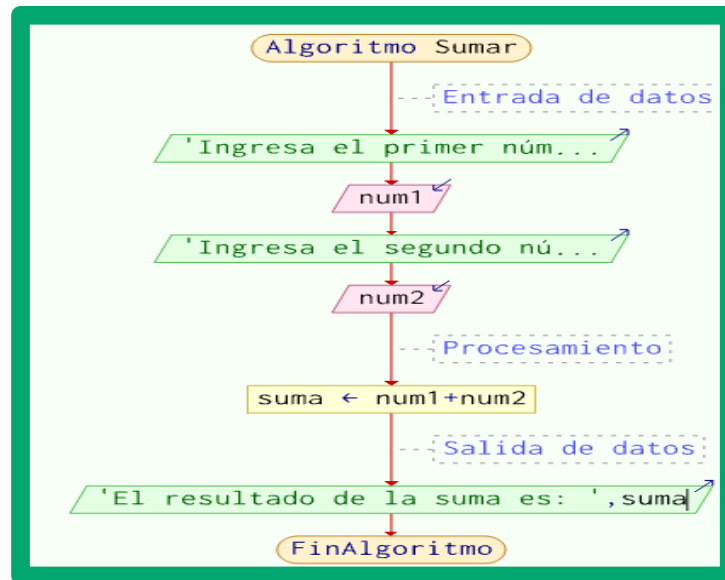 Algoritmo Sumar
Entrada de datos
'Ingresa el primer núm...
num1
'Ingresa el segundo nú...
num2
Procesamiento
suma ← num1+num2
Salida de datos
'El resultado de la suma es: ',suma
FinAlgoritmo